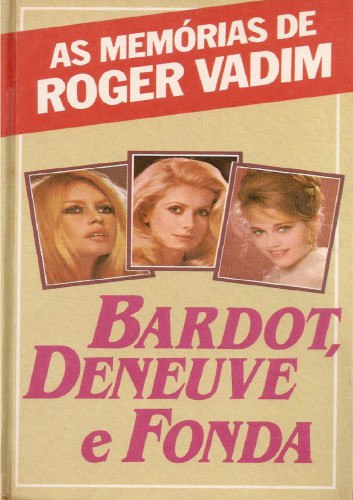 AS MEMÓRIAS DE
ROGER VADIM
BARDOT,
DENEUVE
e FONDA